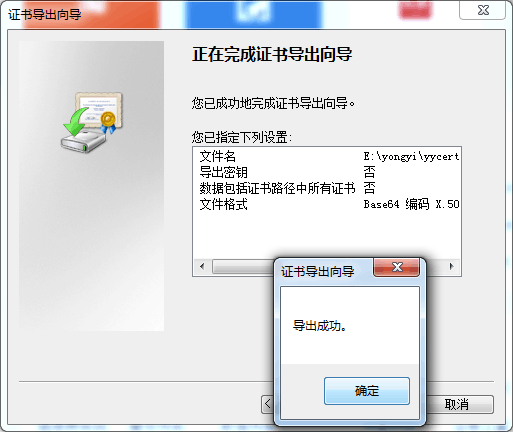 证书导出向导
正在完成证书导出向导
您已成功地完成证书导出向导。
您已指定下列设置:
文件名 E:\yongyi\yycert
导出密钥 否
数据包括证书路径中所有证书 否
文件格式 Base64 编码 X.50
证书导出向导
导出成功。
确定
取消